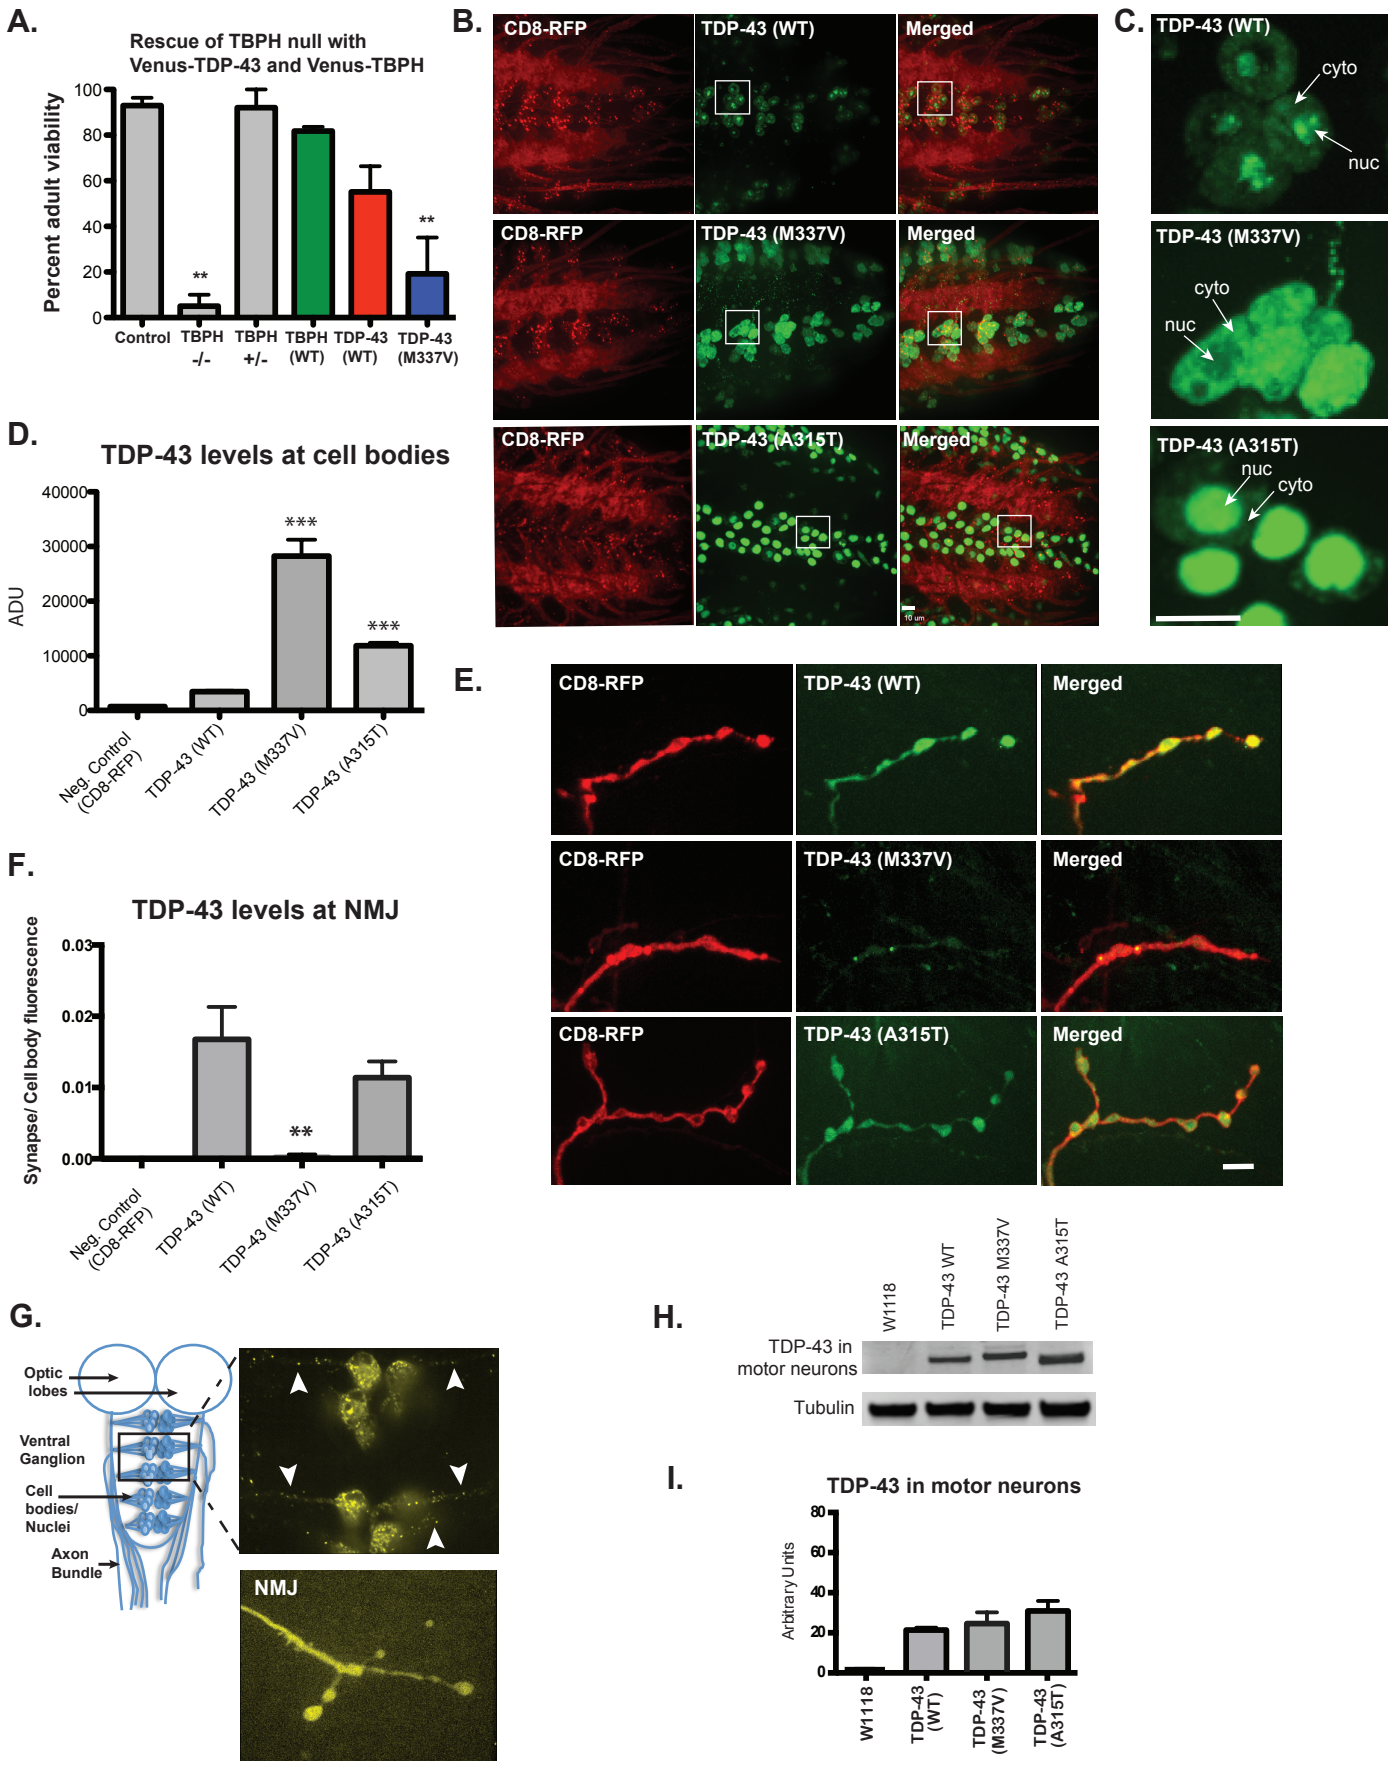 A.
Rescue of TBPH null with
Venus-TDP-43 and Venus-TBPH
Percent adult viability
100
80
60
40
20
0
**
**
Control
TBPH
-/-
TBPH
+/-
TBPH
(WT)
TDP-43
(WT)
TDP-43
(M337V)
B.
CD8-RFP
TDP-43 (WT)
Merged
CD8-RFP
TDP-43 (M337V)
Merged
CD8-RFP
TDP-43 (A315T)
Merged
10 um
C.
TDP-43 (WT)
cyto
nuc
TDP-43 (M337V)
cyto
nuc
TDP-43 (A315T)
nuc
cyto
D.
TDP-43 levels at cell bodies
ADU
40000
30000
20000
10000
0
***
***
Neg. Control
(CD8-RFP)
TDP-43 (WT)
TDP-43 (M337V)
TDP-43 (A315T)
E.
CD8-RFP
TDP-43 (WT)
Merged
CD8-RFP
TDP-43 (M337V)
Merged
CD8-RFP
TDP-43 (A315T)
Merged
F.
TDP-43 levels at NMJ
Synapse/ Cell body fluorescence
0.03
0.02
0.01
0.00
**
Neg. Control
(CD8-RFP)
TDP-43 (WT)
TDP-43 (M337V)
TDP-43 (A315T)
G.
Optic
lobes
Ventral
Ganglion
Cell
bodies/
Nuclei
Axon
Bundle
NMJ
H.
W1118
TDP-43 WT
TDP-43 M337V
TDP-43 A315T
TDP-43 in
motor neurons
Tubulin
I.
TDP-43 in motor neurons
Arbitrary Units
80
60
40
20
0
W1118
TDP-43
(WT)
TDP-43
(M337V)
TDP-43
(A315T)